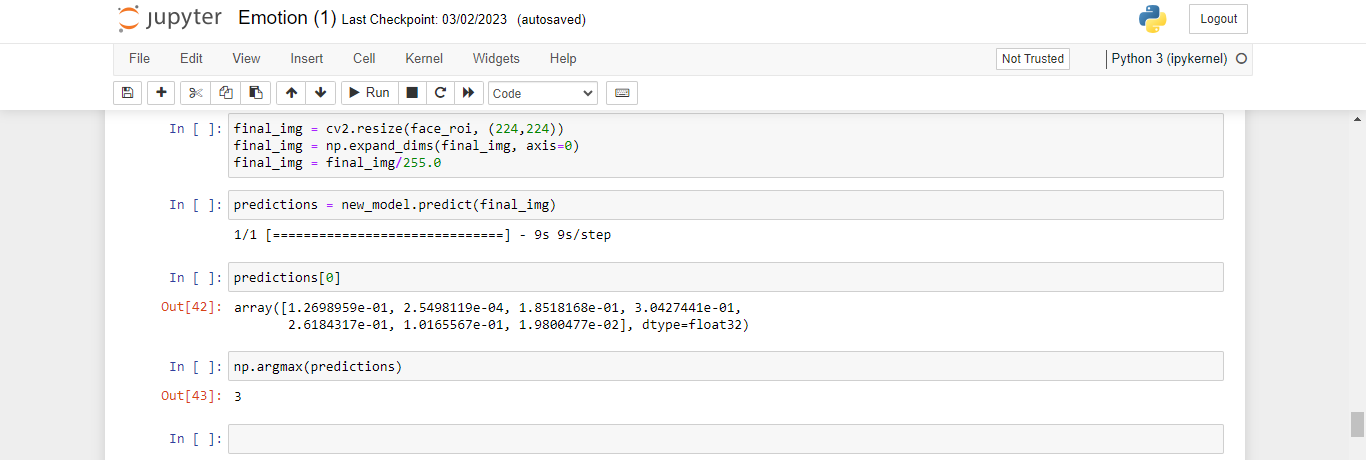 jupyter Emotion (1) Last Checkpoint: 03/02/2023 (autosaved) Logout
File Edit View Insert Cell Kernel Widgets Help Not Trusted Python 3 (ipykernel)
Run Code
In [ ]: final_img = cv2.resize(face_roi, (224,224))
final_img = np.expand_dims(final_img, axis=0)
final_img = final_img/255.0
In [ ]: predictions = new_model.predict(final_img)
1/1 [==============================] - 9s 9s/step
In [ ]: predictions[0]
Out[42]: array([1.2698959e-01, 2.5498119e-04, 1.8518168e-01, 3.0427441e-01,
2.6184317e-01, 1.0165567e-01, 1.9800477e-02], dtype=float32)
In [ ]: np.argmax(predictions)
Out[43]: 3
In [ ]: